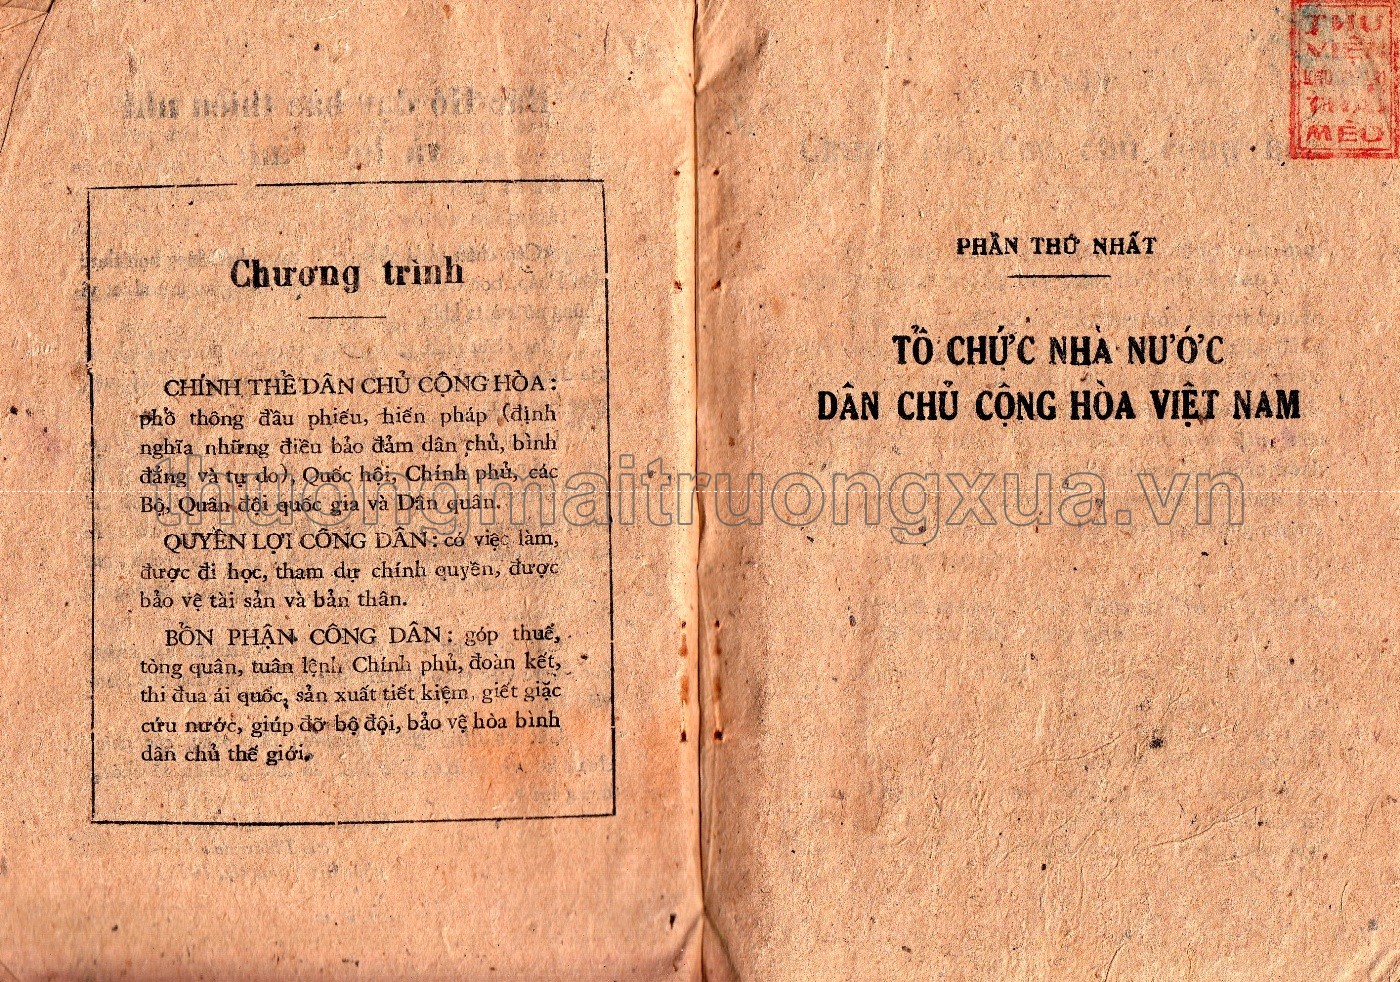 Chương trình
CHÍNH THỂ DÂN CHỦ CỘNG HÒA :
phổ thông đầu phiếu, hiến pháp (định
nghĩa những điều bảo đảm dân chủ, bình
đẳng và tự do), Quốc hội, Chính phủ, các
Bộ, Quân đội quốc gia và Dân quân.
QUYỀN LỢI CÔNG DÂN : có việc làm,
được đi học, tham dự chính quyền, được
bảo vệ tài sản và bản thân.
BỔN PHẬN CÔNG DÂN : góp thuế,
tòng quân, tuân lệnh Chính phủ, đoàn kết,
thi đua ái quốc, sản xuất tiết kiệm, giết giặc
cứu nước, giúp đỡ bộ đội, bảo vệ hòa bình
dân chủ thế giới.
THƯ
VIỆN
MÈO
PHẦN THỨ NHẤT
TỔ CHỨC NHÀ NƯỚC
DÂN CHỦ CỘNG HÒA VIỆT NAM
thuongmaitruongxua.vn